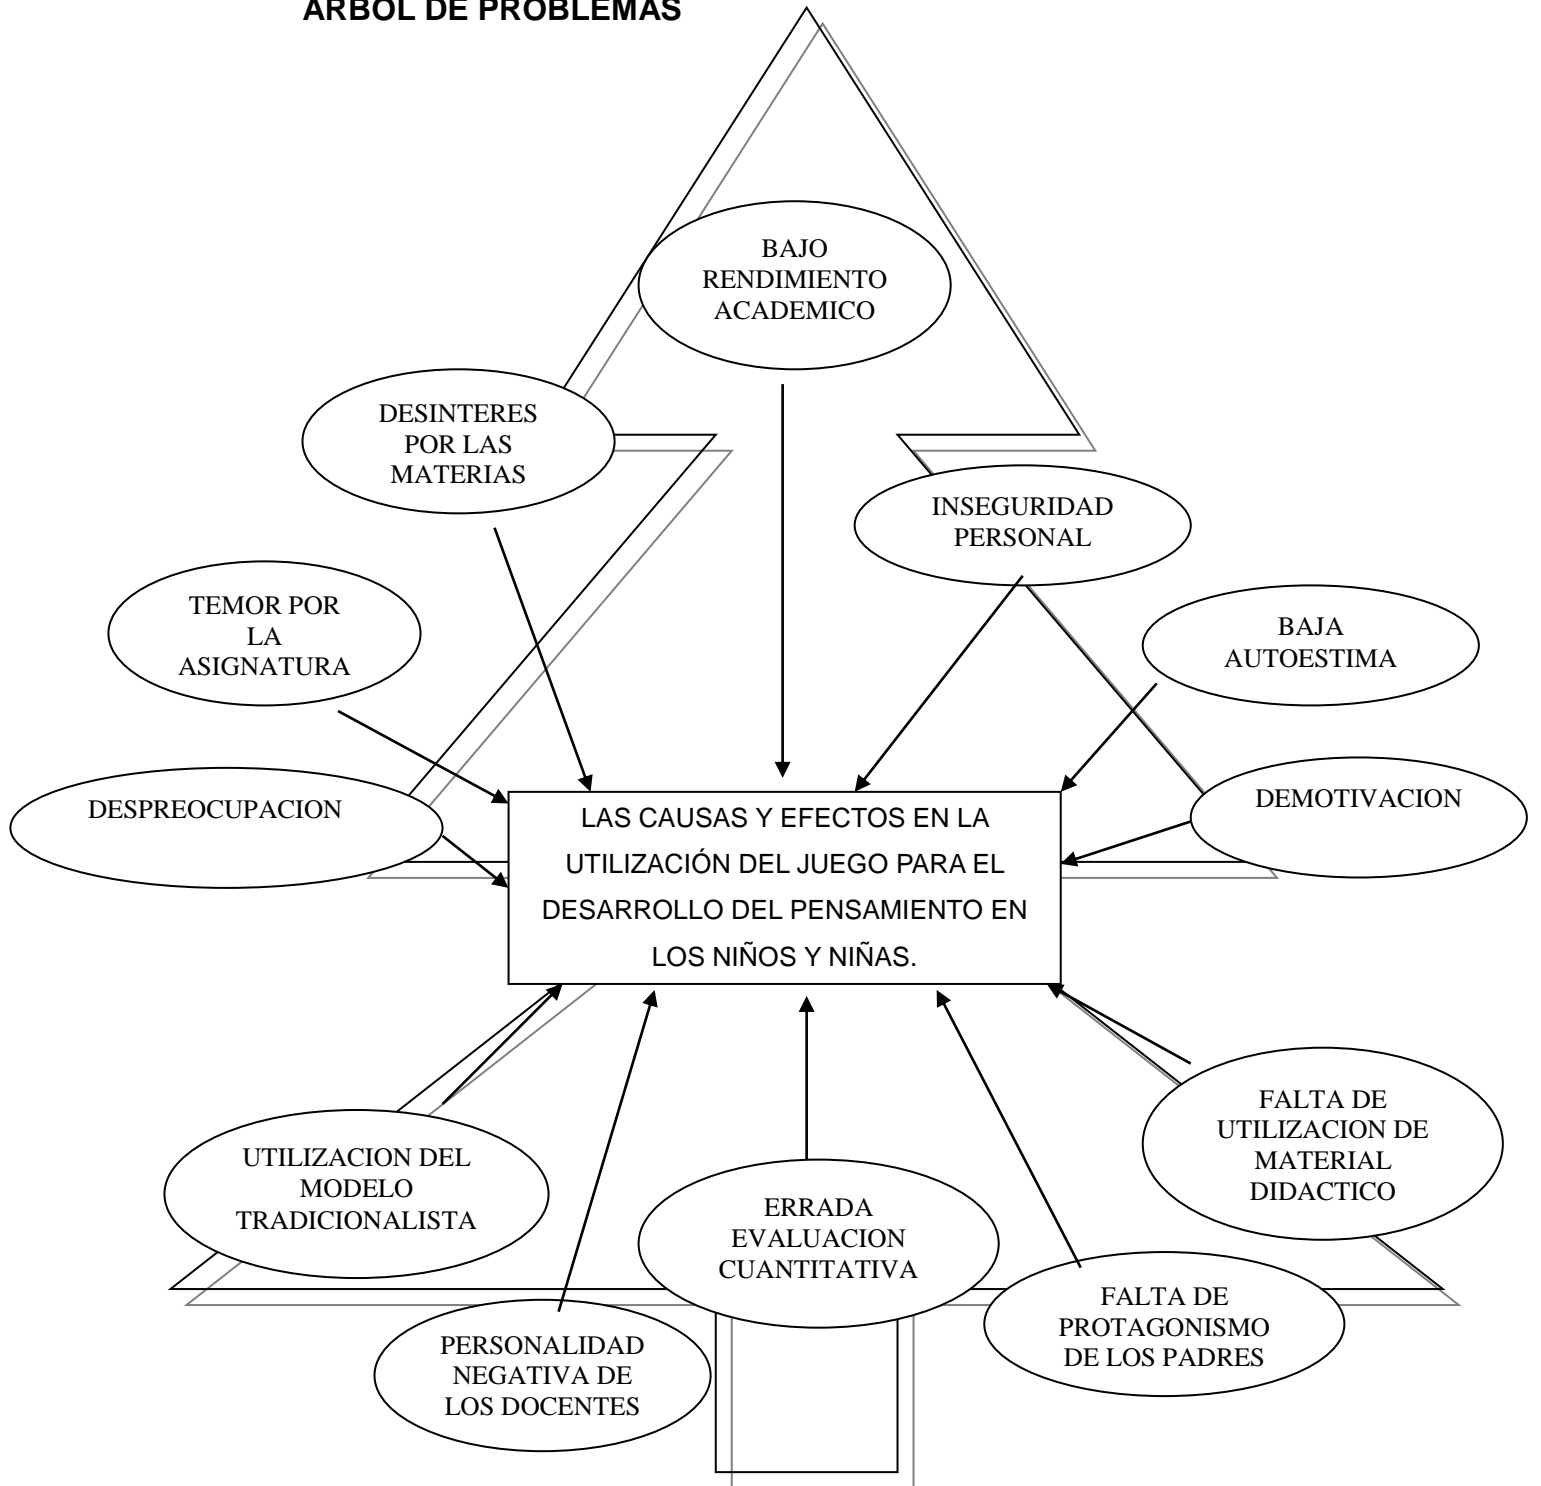 ARBOL DE PROBLEMAS
BAJO
RENDIMIENTO
ACADEMICO
DESINTERES
POR LAS
MATERIAS
INSEGURIDAD
PERSONAL
TEMOR POR
LA
ASIGNATURA
BAJA
AUTOESTIMA
DESPREOCUPACION
DEMOTIVACION
LAS CAUSAS Y EFECTOS EN LA
UTILIZACIÓN DEL JUEGO PARA EL
DESARROLLO DEL PENSAMIENTO EN
LOS NIÑOS Y NIÑAS.
UTILIZACION DEL
MODELO
TRADICIONALISTA
PERSONALIDAD
NEGATIVA DE
LOS DOCENTES
ERRADA
EVALUACION
CUANTITATIVA
FALTA DE
PROTAGONISMO
DE LOS PADRES
FALTA DE
UTILIZACION DE
MATERIAL
DIDACTICO